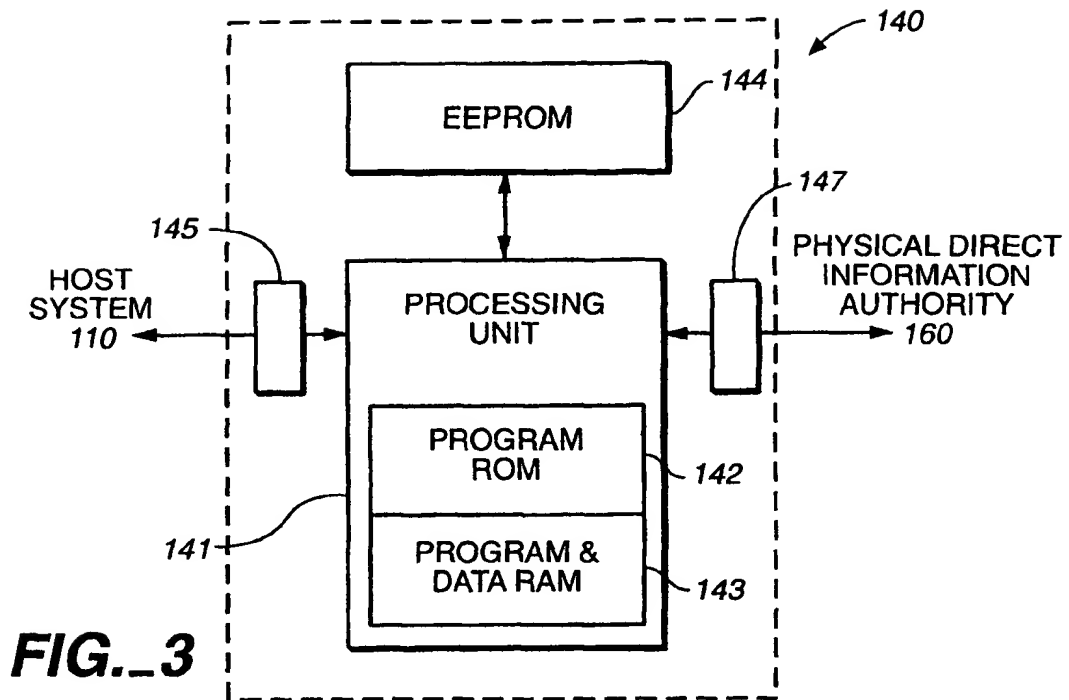 140
EEPROM
144
145
147
HOST
SYSTEM
110
PROCESSING
UNIT
PHYSICAL DIRECT
INFORMATION
AUTHORITY
160
PROGRAM
ROM
142
141
PROGRAM &
DATA RAM
143
FIG._3